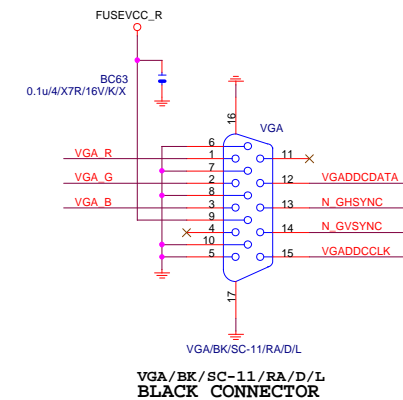 FUSEVCC_R
BC63
0.1u/4/X7R/16V/K/X
16
VGA
6
VGA_R 1 11
7
VGA_G 2 12 VGADDCDATA
8
VGA_B 3 13 N_GHSYNC
9
4 14 N_GVSYNC
10
5 15 VGADDCCLK
17
VGA/BK/SC-11/RA/D/L
VGA/BK/SC-11/RA/D/L
BLACK CONNECTOR